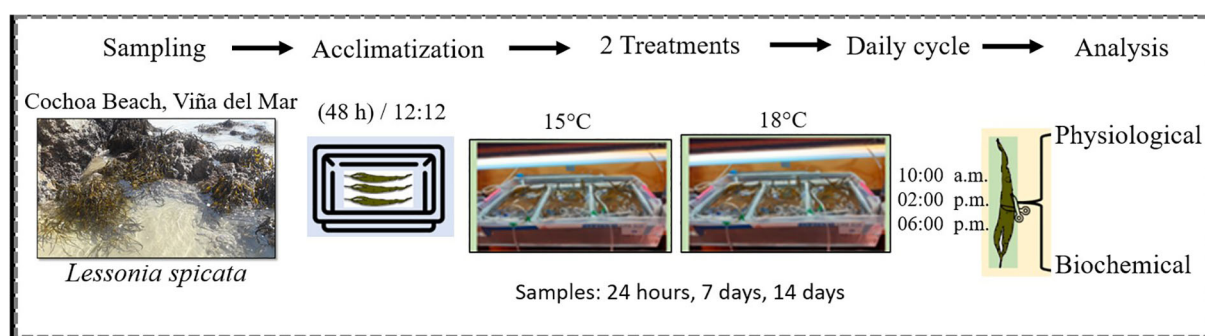 Sampling
Acclimatization
2 Treatments
Daily cycle
Analysis
Cochoa Beach, Viña del Mar
(48 h) / 12:12
15°C
18°C
Physiological
10:00 a.m.
02:00 p.m.
06:00 p.m.
Biochemical
Lessonia spicata
Samples: 24 hours, 7 days, 14 days